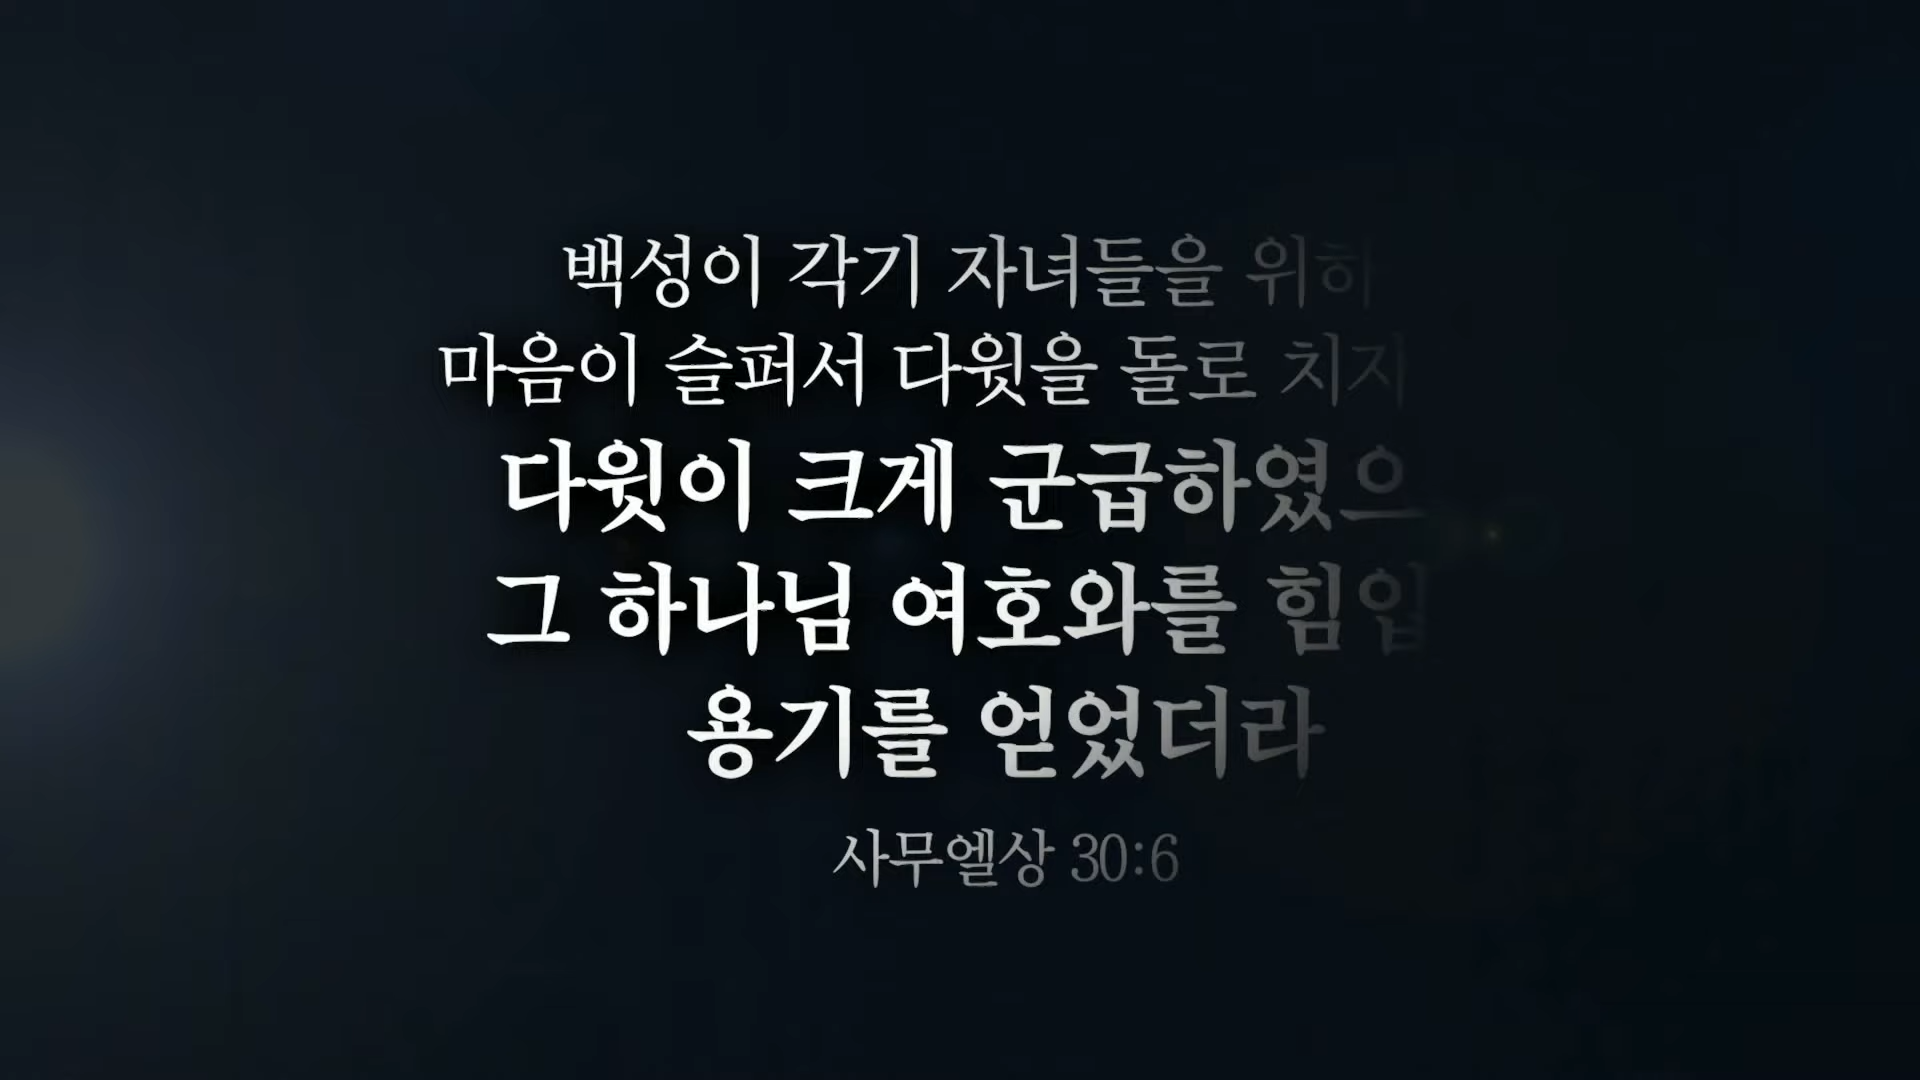 백성이 각기 자녀들을 위하
마음이 슬퍼서 다윗을 돌로 치자
다윗이 크게 군급하였으
그 하나님 여호와를 힘입
용기를 얻었더라
사무엘상 30:6